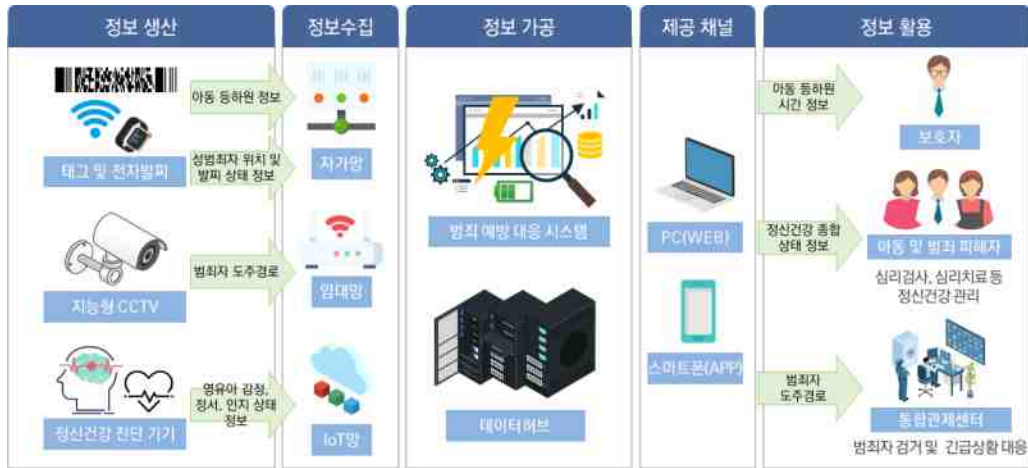 정보 생산
정보수집
정보 가공
제공 채널
정보 활용
아동 등하원 정보
태그 및 전자발찌
성범죄자 위치 및
발찌 상태 정보
자가망
지능형 CCTV
범죄자 도주경로
임대망
정신건강 진단 기기
영유아 감정,
정서, 인지 상태
정보
IoT망
범죄 예방 대응 시스템
데이터허브
PC(WEB)
스마트폰(APP)
아동 등하원
시간 정보
보호자
정신건강 종합
상태 정보
아동 및 범죄 피해자
심리검사, 심리치료 등
정신건강 관리
범죄자
도주경로
통합관제센터
범죄자 검거 및 긴급상황 대응